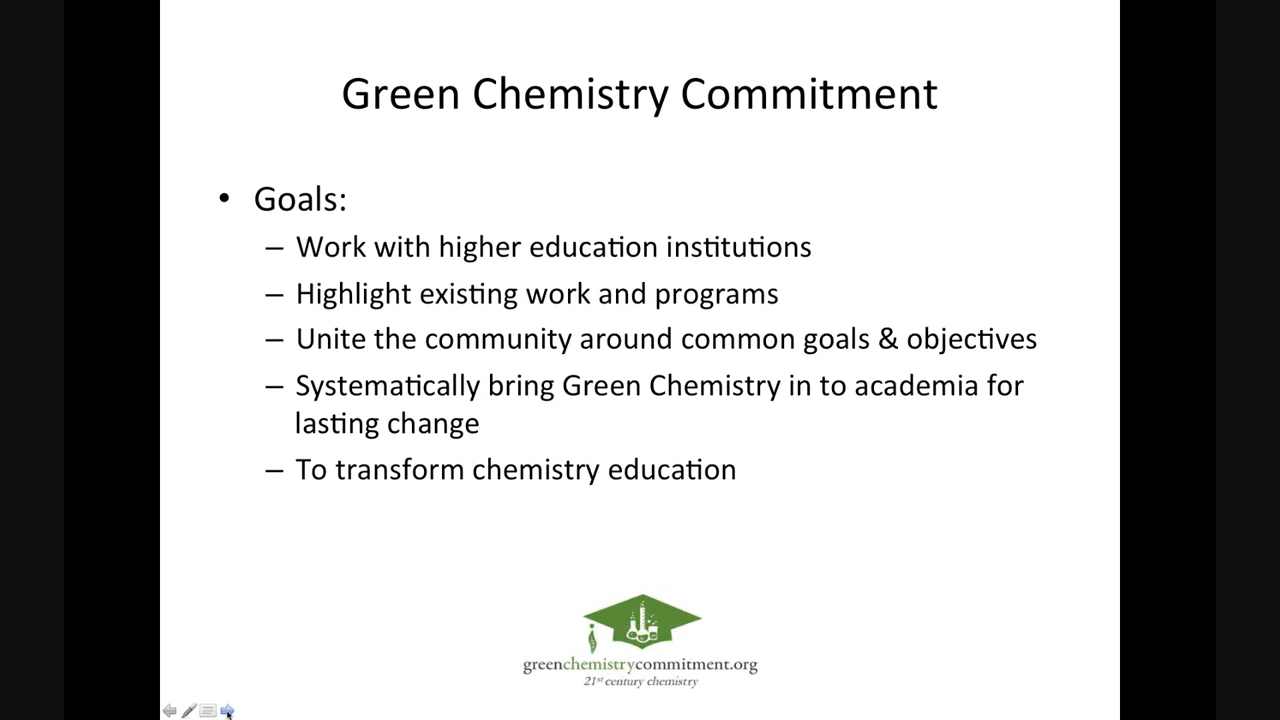 Green Chemistry Commitment
• Goals:
– Work with higher education institutions
– Highlight existing work and programs
– Unite the community around common goals & objectives
– Systematically bring Green Chemistry in to academia for
lasting change
– To transform chemistry education
greenchemistrycommitment.org
21st century chemistry